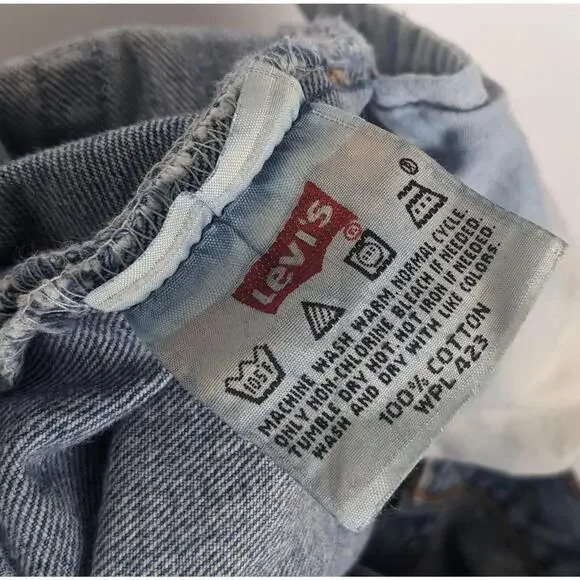 Levi's ®
®
105F
MACHINE WASH WARM NORMAL CYCLE
ONLY NON-CHLORINE BLEACH IF NEEDED.
TUMBLE DRY HOT HOT IRON IF NEEDED.
WASH AND DRY WITH LIKE COLORS.
100% COTTON
WPL 423